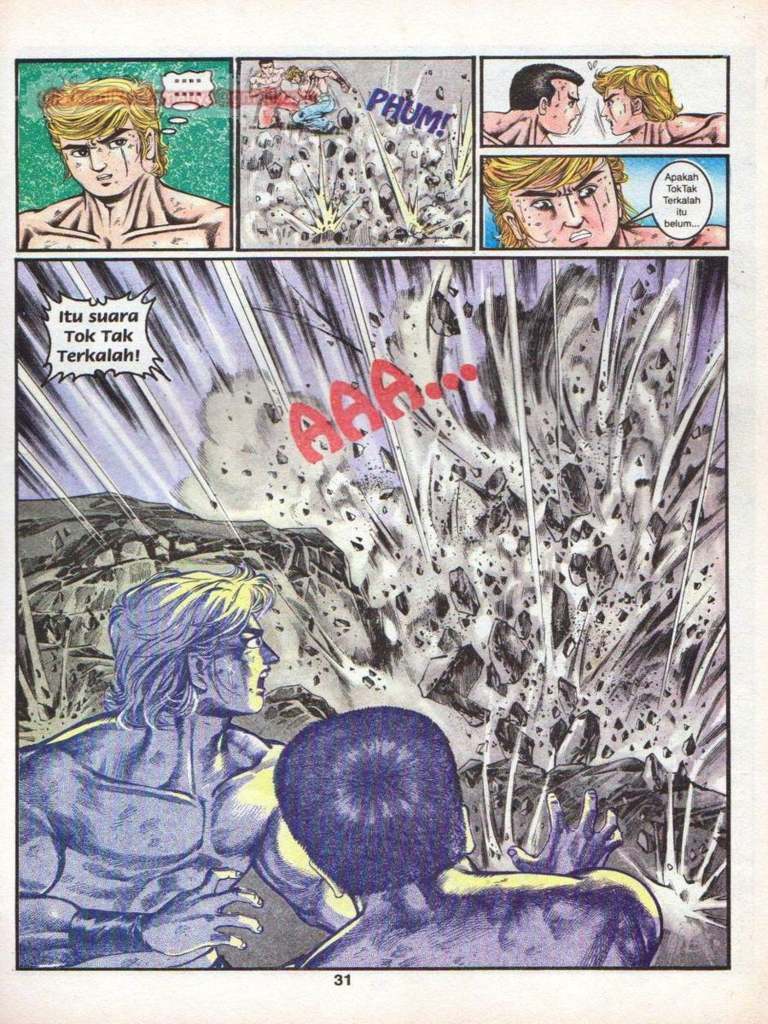 ....
....
PHUM!
Apakah
TokTak
Terkalah
itu
belum...
Itu suara
Tok Tak
Terkalah!
AAA...
31